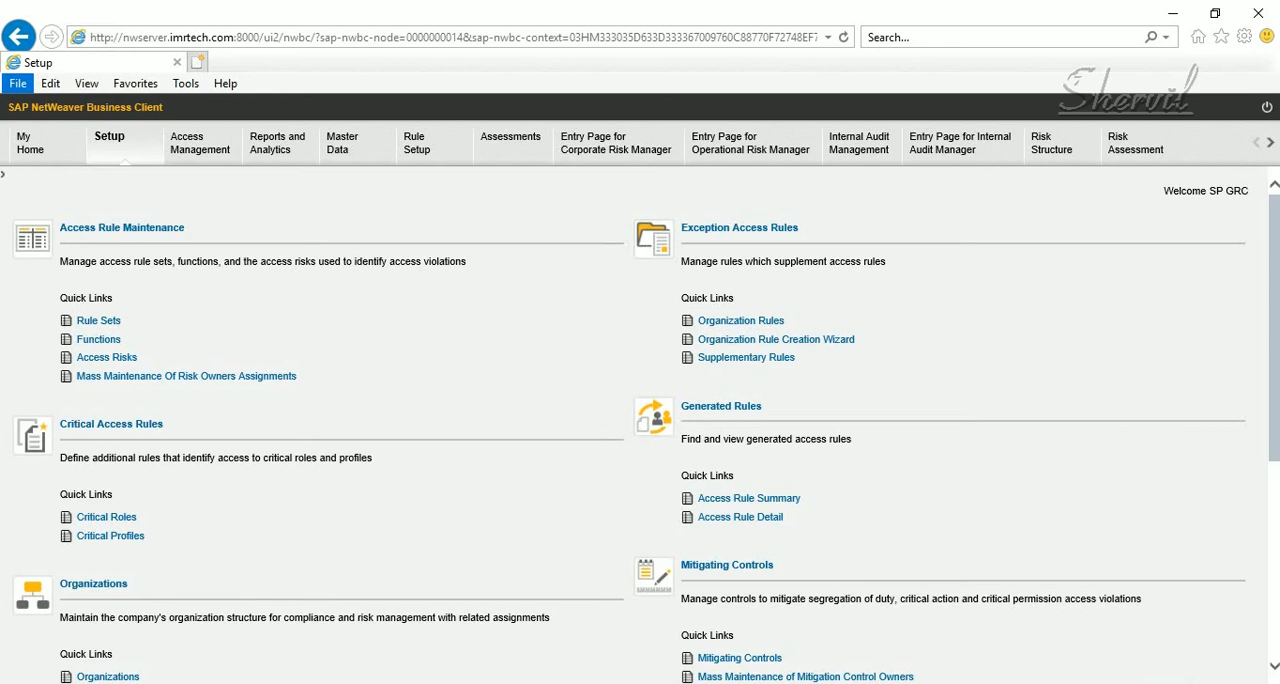 http://nwserver.imrtech.com:8000/ui2/nwbc/?sap-nwbc-node=0000000014&sap-nwbc-context=03HM333035D633D333367009760C88770F72748EF7
Search...
Setup
File Edit View Favorites Tools Help
Shervil
SAP NetWeaver Business Client
My Home
Setup
Access Management
Reports and Analytics
Master Data
Rule Setup
Assessments
Entry Page for Corporate Risk Manager
Entry Page for Operational Risk Manager
Internal Audit Management
Entry Page for Internal Audit Manager
Risk Structure
Risk Assessment
Welcome SP GRC
Access Rule Maintenance
Manage access rule sets, functions, and the access risks used to identify access violations
Quick Links
Rule Sets
Functions
Access Risks
Mass Maintenance Of Risk Owners Assignments
Critical Access Rules
Define additional rules that identify access to critical roles and profiles
Quick Links
Critical Roles
Critical Profiles
Organizations
Maintain the company's organization structure for compliance and risk management with related assignments
Quick Links
Organizations
Exception Access Rules
Manage rules which supplement access rules
Quick Links
Organization Rules
Organization Rule Creation Wizard
Supplementary Rules
Generated Rules
Find and view generated access rules
Quick Links
Access Rule Summary
Access Rule Detail
Mitigating Controls
Manage controls to mitigate segregation of duty, critical action and critical permission access violations
Quick Links
Mitigating Controls
Mass Maintenance of Mitigation Control Owners